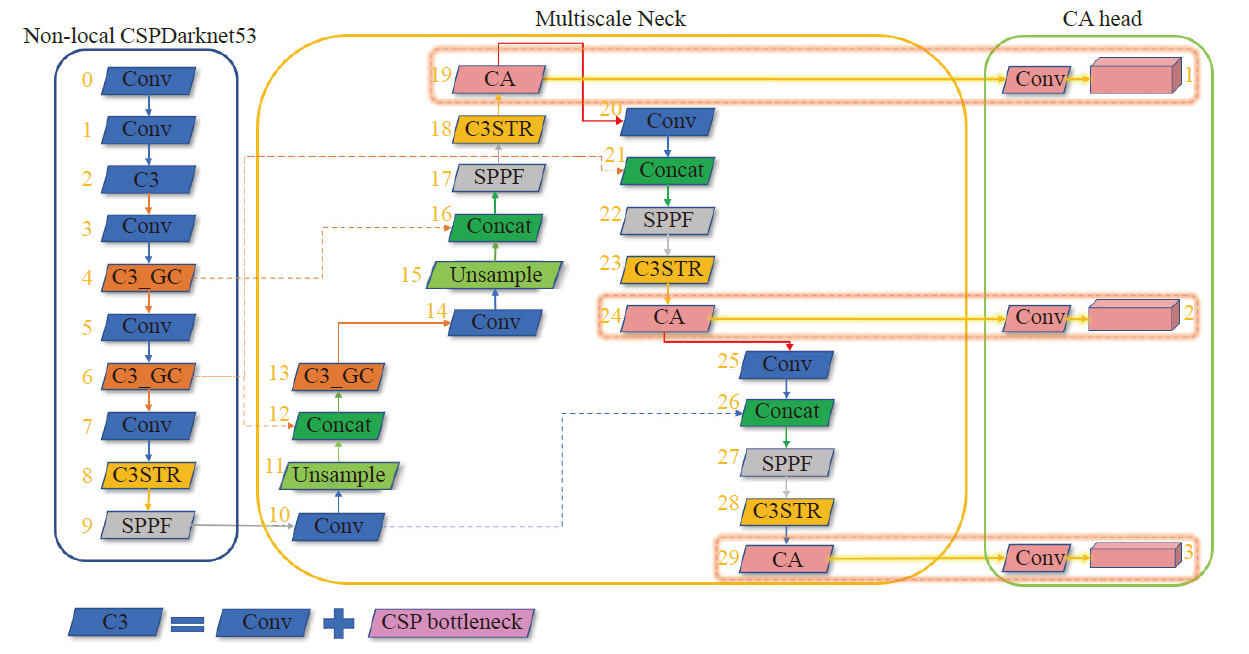 Multiscale Neck
CA head
Non-local CSPDarknet53
0 Conv
1 Conv
2 C3
3 Conv
4 C3_GC
5 Conv
6 C3_GC
7 Conv
8 C3STR
9 SPPF
10 Conv
11 Unsample
12 Concat
13 C3_GC
14 Conv
15 Unsample
16 Concat
17 SPPF
18 C3STR
19 CA
20 Conv
21 Concat
22 SPPF
23 C3STR
24 CA
25 Conv
26 Concat
27 SPPF
28 C3STR
29 CA
Conv 1
Conv 2
Conv 3
C3 = Conv + CSP bottleneck